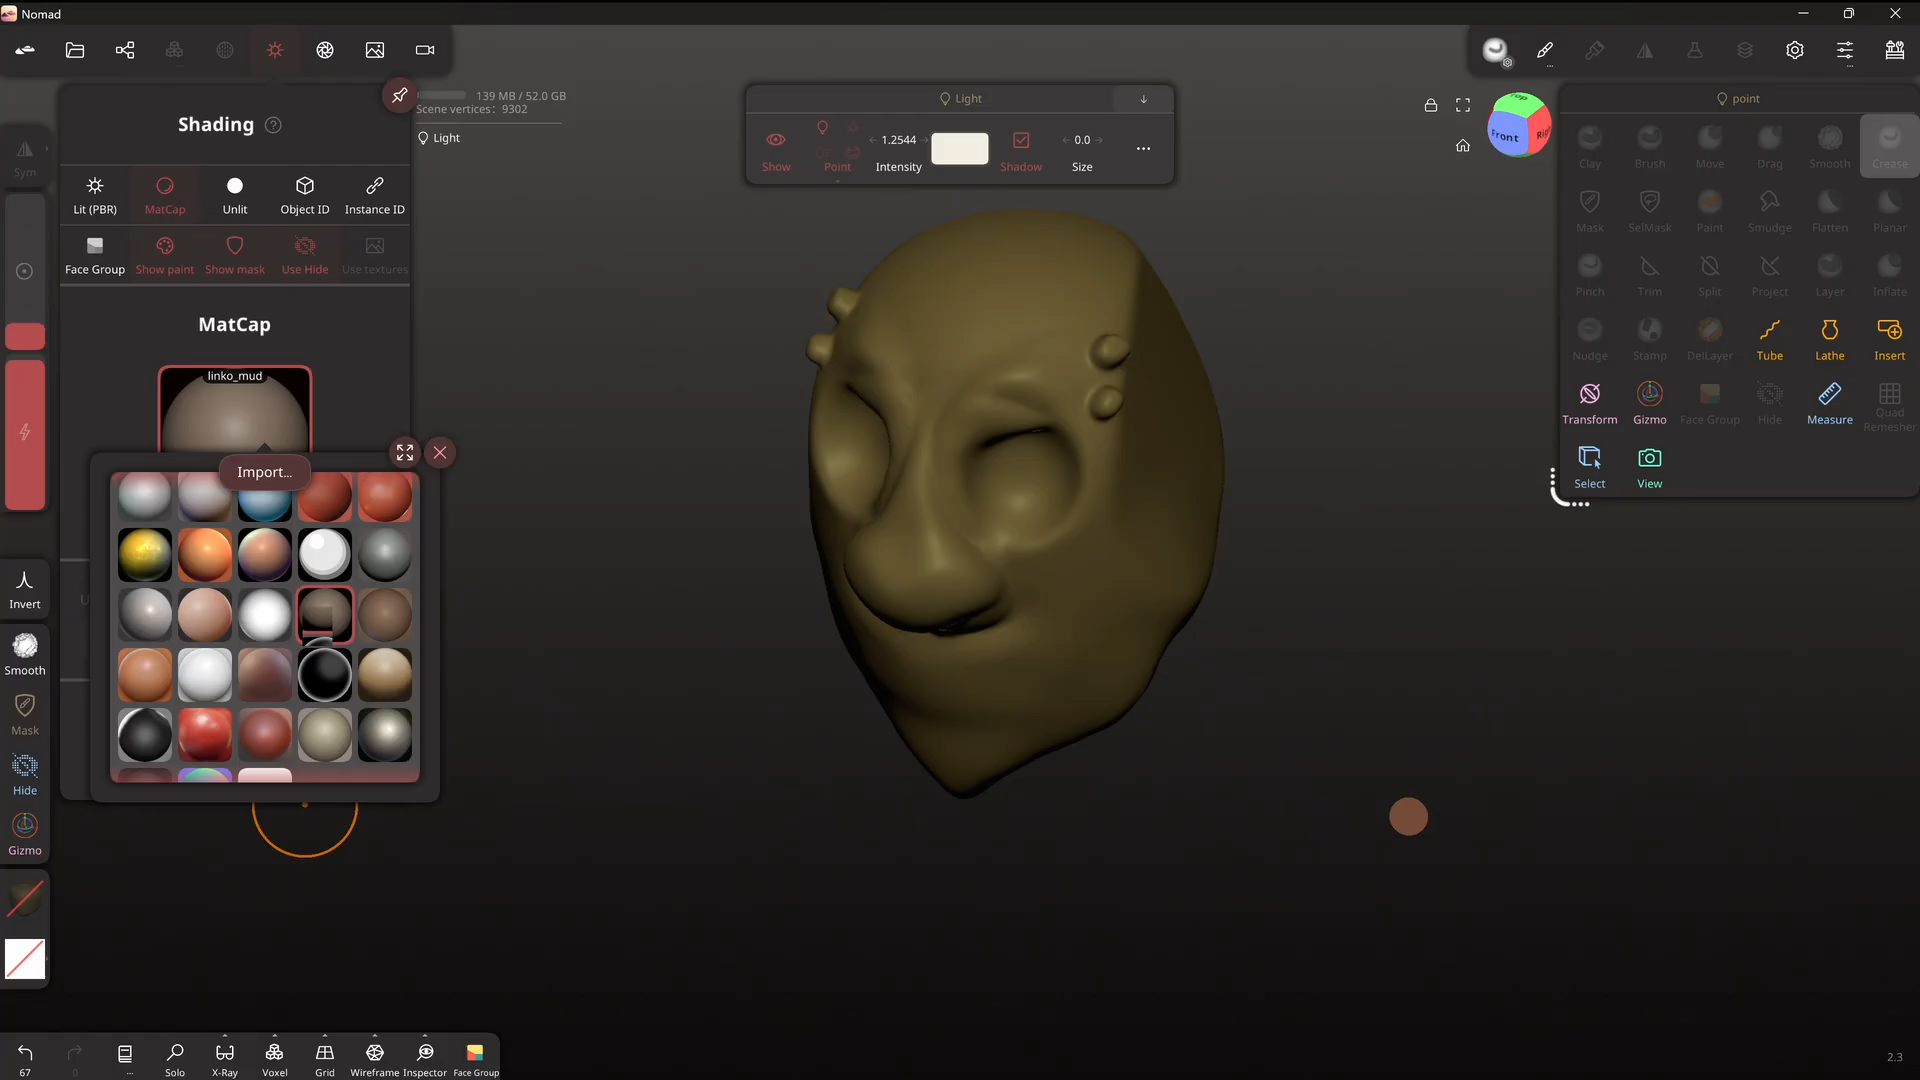 Nomad
139 MB / 52.0 GB
Scene vertices: 9302
Light
Shading
Lit (PBR)
MatCap
Unlit
Object ID
Instance ID
Face Group
Show paint
Show mask
Use Hide
Use textures
MatCap
linko_mud
Import...
Sym
Invert
Smooth
Mask
Hide
Gizmo
Light
1.2544
0.0
Show
Point
Intensity
Shadow
Size
...
Top
Front
Rig
point
Clay
Brush
Move
Drag
Smooth
Crease
Mask
SelMask
Paint
Smudge
Flatten
Planar
Pinch
Trim
Split
Project
Layer
Inflate
Nudge
Stamp
DelLayer
Tube
Lathe
Insert
Transform
Gizmo
Face Group
Hide
Measure
Quad
Remesher
Select
View
67
0
...
Solo
X-Ray
Voxel
Grid
Wireframe
Inspector
Face Group
2.3